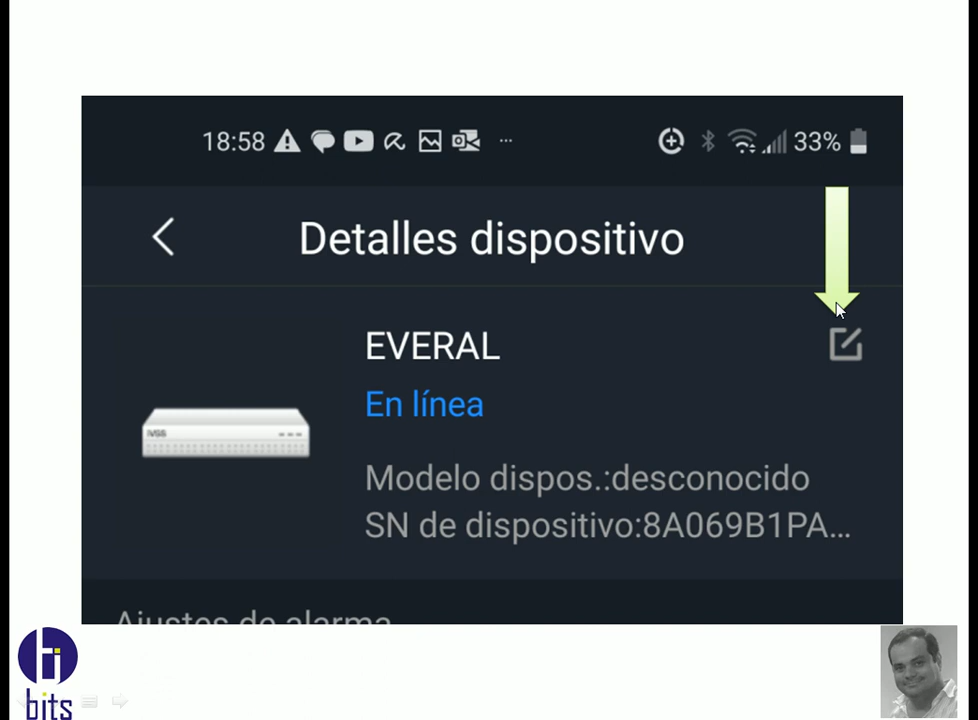 18:58 33%
Detalles dispositivo
EVERAL
En línea
Modelo dispos.:desconocido
SN de dispositivo:8A069B1PA...
Ajustes de alarma
bits